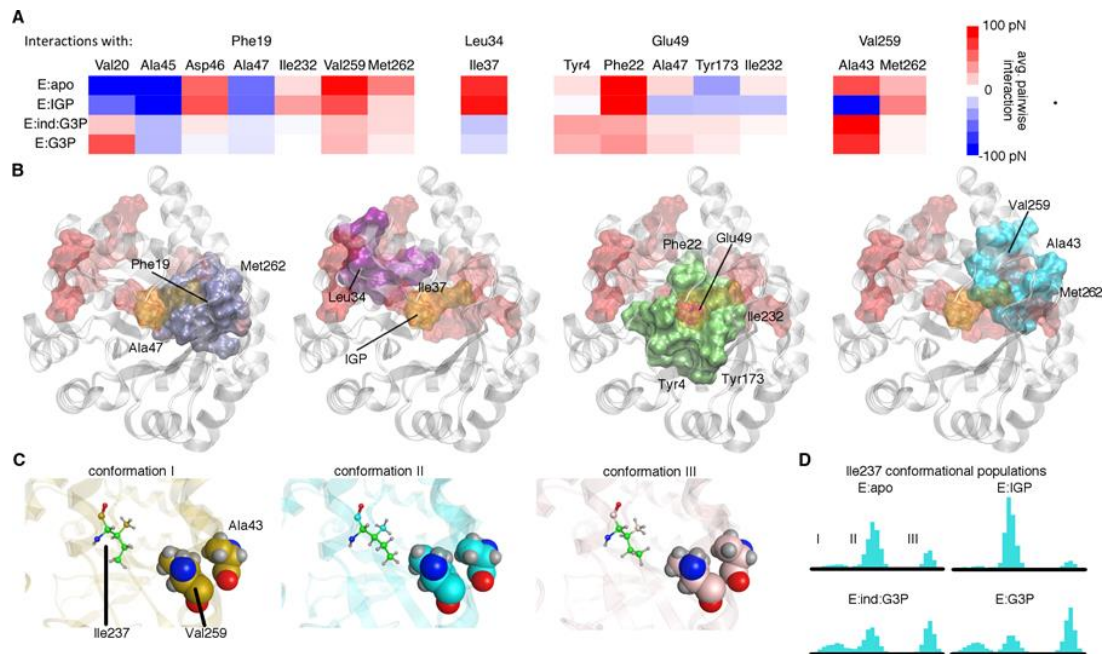 A
Interactions with: Phe19 Leu34 Glu49 Val259
Val20 Ala45 Asp46 Ala47 Ile232 Val259 Met262 Ile37 Tyr4 Phe22 Ala47 Tyr173 Ile232 Ala43 Met262
E:apo
E:IGP
E:ind:G3P
E:G3P
100 pN
0
-100 pN
avg. pairwise
interaction
B
Phe19
Met262
Ala47
Leu34
Ile37
IGP
Phe22
Glu49
Ile232
Tyr4
Tyr173
Val259
Ala43
Met262
C
conformation I
conformation II
conformation III
Ala43
Ile237
Val259
D
Ile237 conformational populations
E:apo
E:IGP
I II III
E:ind:G3P
E:G3P